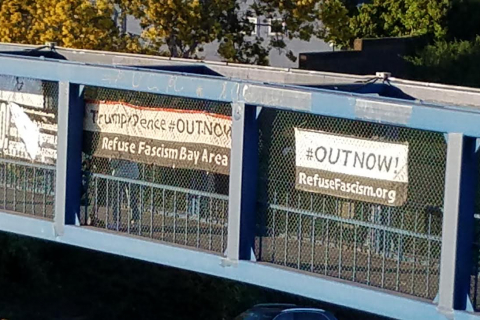 Trump/Pence #OUTNOW
Refuse Fascism Bay Area
#OUTNOW!
RefuseFascism.org